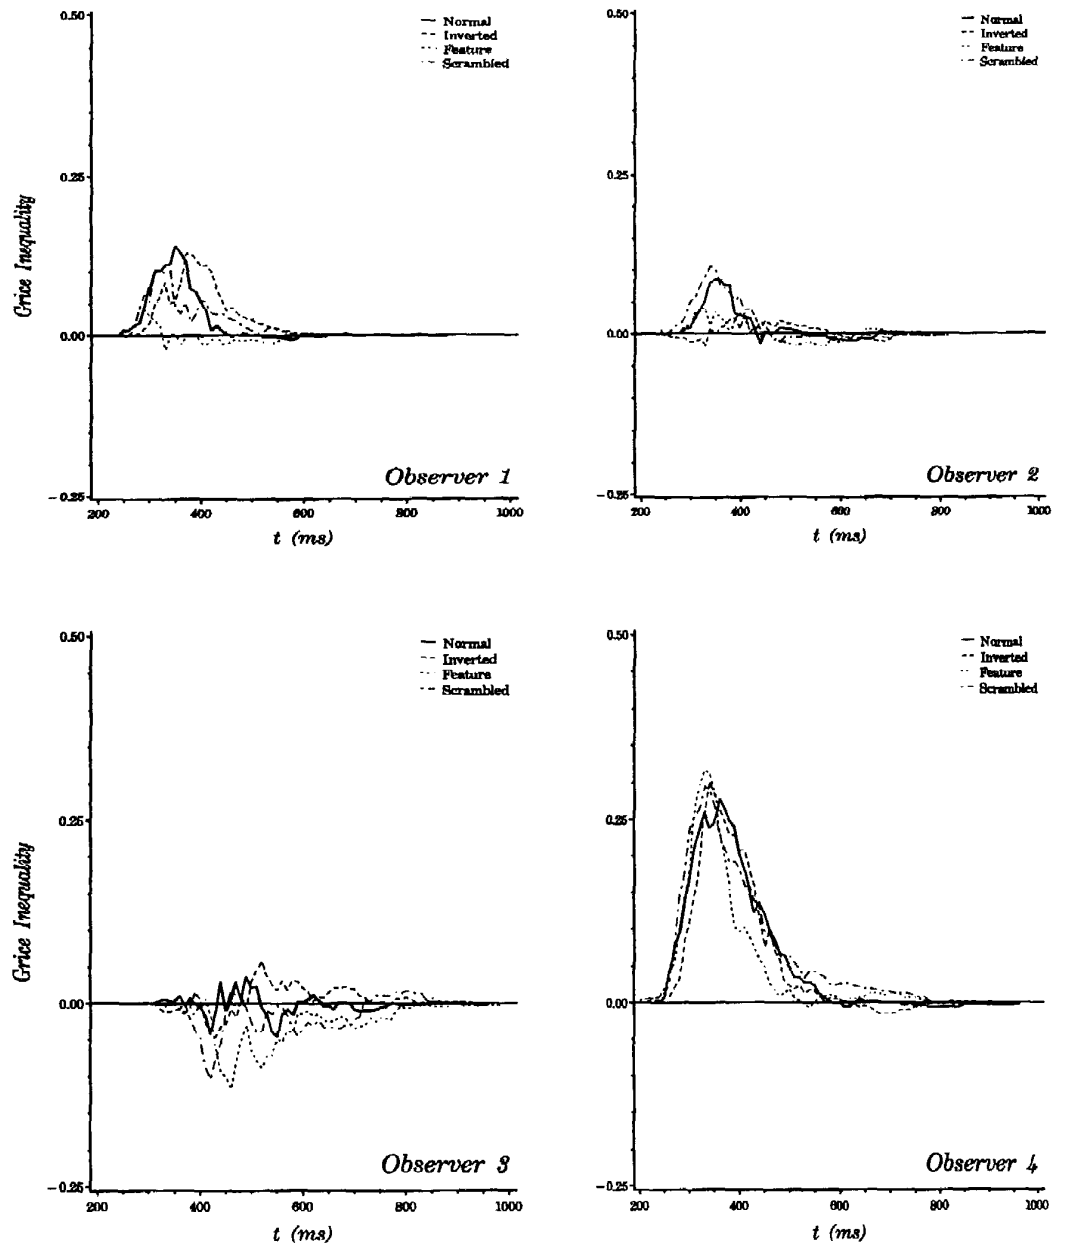 0.50
Normal
Inverted
Feature
Scrambled
0.25
Grice Inequality
0.00
Observer 1
-0.25
200 400 600 800 1000
t (ms)
0.50
Normal
Inverted
Feature
Scrambled
0.25
0.00
Observer 2
-0.25
200 400 600 800 1000
t (ms)
0.50
Normal
Inverted
Feature
Scrambled
0.25
Grice Inequality
0.00
Observer 3
-0.25
200 400 600 800 1000
t (ms)
0.50
Normal
Inverted
Feature
Scrambled
0.25
0.00
Observer 4
-0.25
200 400 600 800 1000
t (ms)